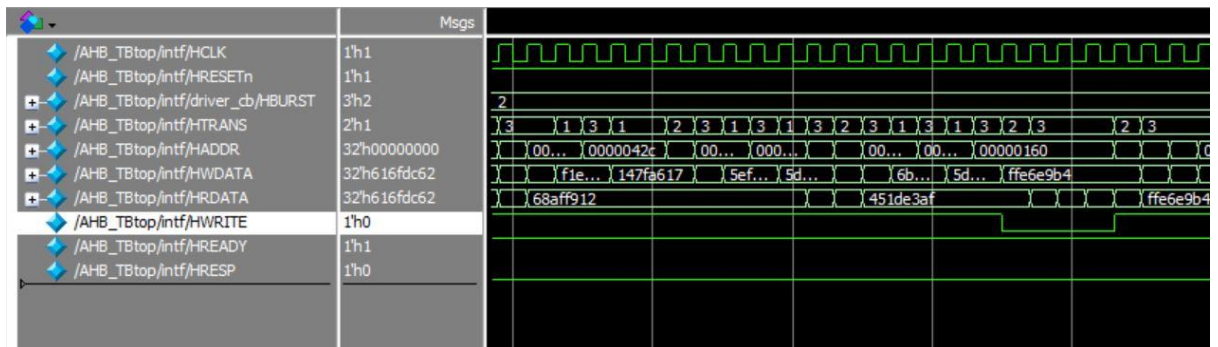 Msgs
/AHB_TBtop/intf/HCLK 1'h1
/AHB_TBtop/intf/HRESETn 1'h1
/AHB_TBtop/intf/driver_cb/HBURST 3'h2 2
/AHB_TBtop/intf/HTRANS 2'h1 3 1 3 1 2 3 1 3 1 3 2 3 1 3 1 3 2 3 2 3
/AHB_TBtop/intf/HADDR 32'h00000000 00... 0000042c 00... 000... 00... 00... 00000160
/AHB_TBtop/intf/HWDATA 32'h616fdc62 f1e... 147fa617 5ef... 5d... 6b... 5d... ffe6e9b4
/AHB_TBtop/intf/HRDATA 32'h616fdc62 68aff912 451de3af ffe6e9b4
/AHB_TBtop/intf/HWRITE 1'h0
/AHB_TBtop/intf/HREADY 1'h1
/AHB_TBtop/intf/HRESP 1'h0